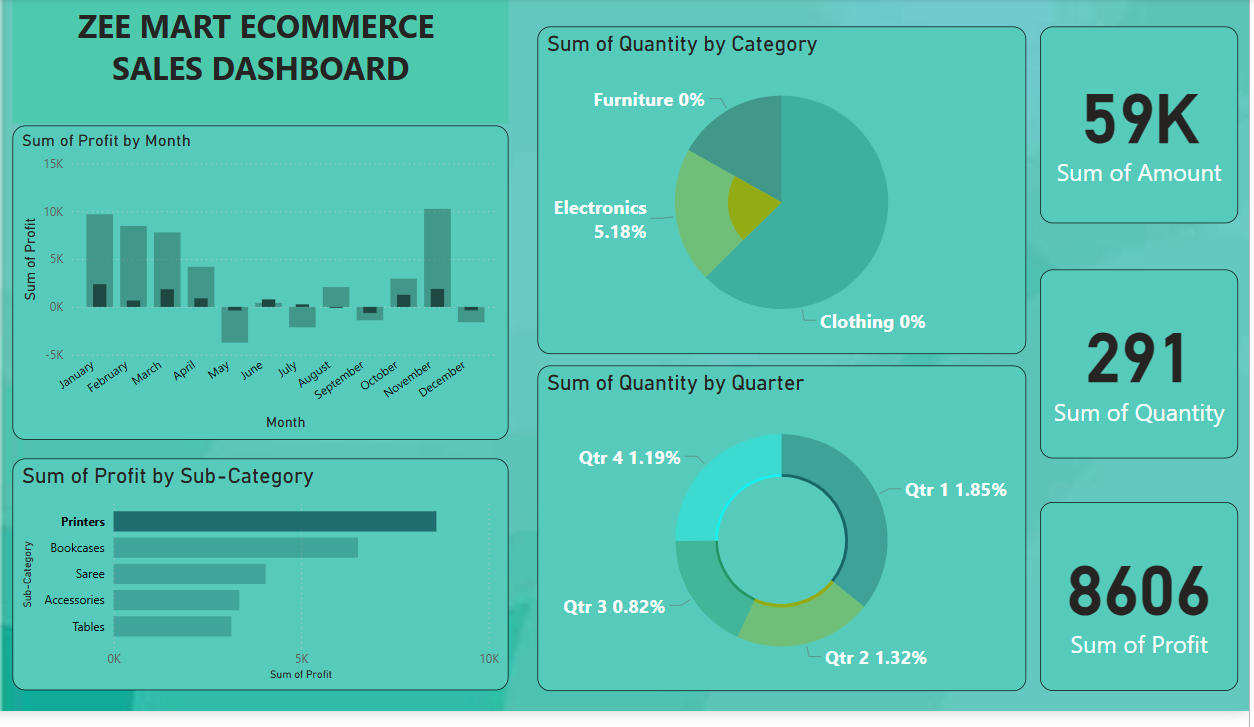 ZEE MART ECOMMERCE
SALES DASHBOARD
Sum of Profit by Month
15K
10K
5K
0K
-5K
Sum of Profit
January
February
March
April
May
June
July
August
September
October
November
December
Month
Sum of Profit by Sub-Category
Sub-Category
Printers
Bookcases
Saree
Accessories
Tables
0K
5K
10K
Sum of Profit
Sum of Quantity by Category
Furniture 0%
Electronics
5.18%
Clothing 0%
Sum of Quantity by Quarter
Qtr 4 1.19%
Qtr 1 1.85%
Qtr 3 0.82%
Qtr 2 1.32%
59K
Sum of Amount
291
Sum of Quantity
8606
Sum of Profit